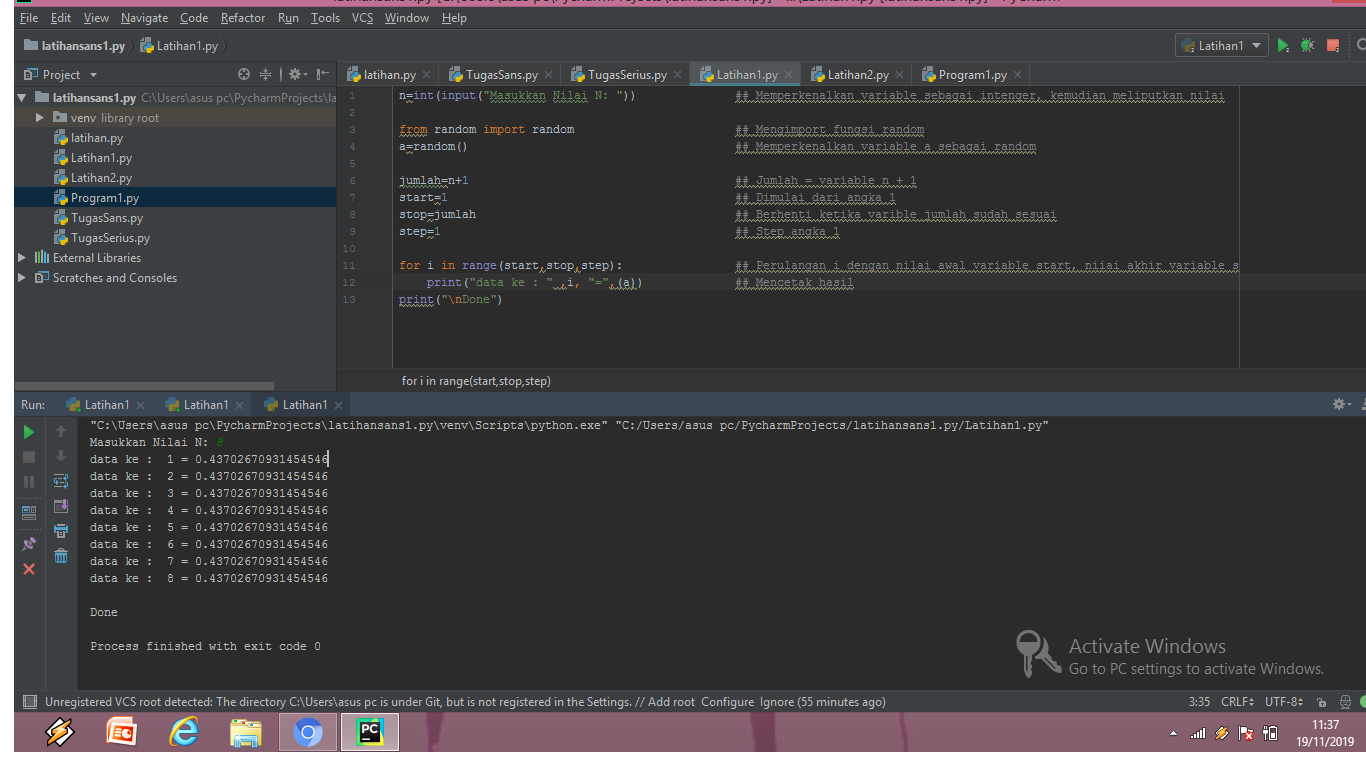 File Edit View Navigate Code Refactor Run Tools VCS Window Help
latihansans1.py Latihan1.py
Latihan1
Project
latihan.py TugasSans.py TugasSerius.py Latihan1.py Latihan2.py Program1.py
latihansans1.py C:\Users\asus pc\PycharmProjects\la
venv library root
latihan.py
Latihan1.py
Latihan2.py
Program1.py
TugasSans.py
TugasSerius.py
External Libraries
Scratches and Consoles
1 n=int(input("Masukkan Nilai N: ")) ## Memperkenalkan variable sebagai intenger, kemudian meliputkan nilai
2
3 from random import random ## Mengimport fungsi random
4 a=random() ## Memperkenalkan variable a sebagai random
5
6 jumlah=n+1 ## Jumlah = variable n + 1
7 start=1 ## Dimulai dari angka 1
8 stop=jumlah ## Berhenti ketika varible jumlah sudah sesuai
9 step=1 ## Step angka 1
10
11 for i in range(start,stop,step): ## Perulangan i dengan nilai awal variable start, niiai akhir variable s
12 print("data ke : " ,i, "=",(a)) ## Mencetak hasil
13 print("\nDone")
for i in range(start,stop,step)
Run: Latihan1 Latihan1 Latihan1
"C:\Users\asus pc\PycharmProjects\latihansans1.py\venv\Scripts\python.exe" "C:/Users/asus pc/PycharmProjects/latihansans1.py/Latihan1.py"
Masukkan Nilai N: 8
data ke :  1 = 0.43702670931454546
data ke :  2 = 0.43702670931454546
data ke :  3 = 0.43702670931454546
data ke :  4 = 0.43702670931454546
data ke :  5 = 0.43702670931454546
data ke :  6 = 0.43702670931454546
data ke :  7 = 0.43702670931454546
data ke :  8 = 0.43702670931454546
Done
Process finished with exit code 0
Activate Windows
Go to PC settings to activate Windows.
Unregistered VCS root detected: The directory C:\Users\asus pc is under Git, but is not registered in the Settings. // Add root Configure Ignore (55 minutes ago)
3:35 CRLF UTF-8
PC
11:37
19/11/2019